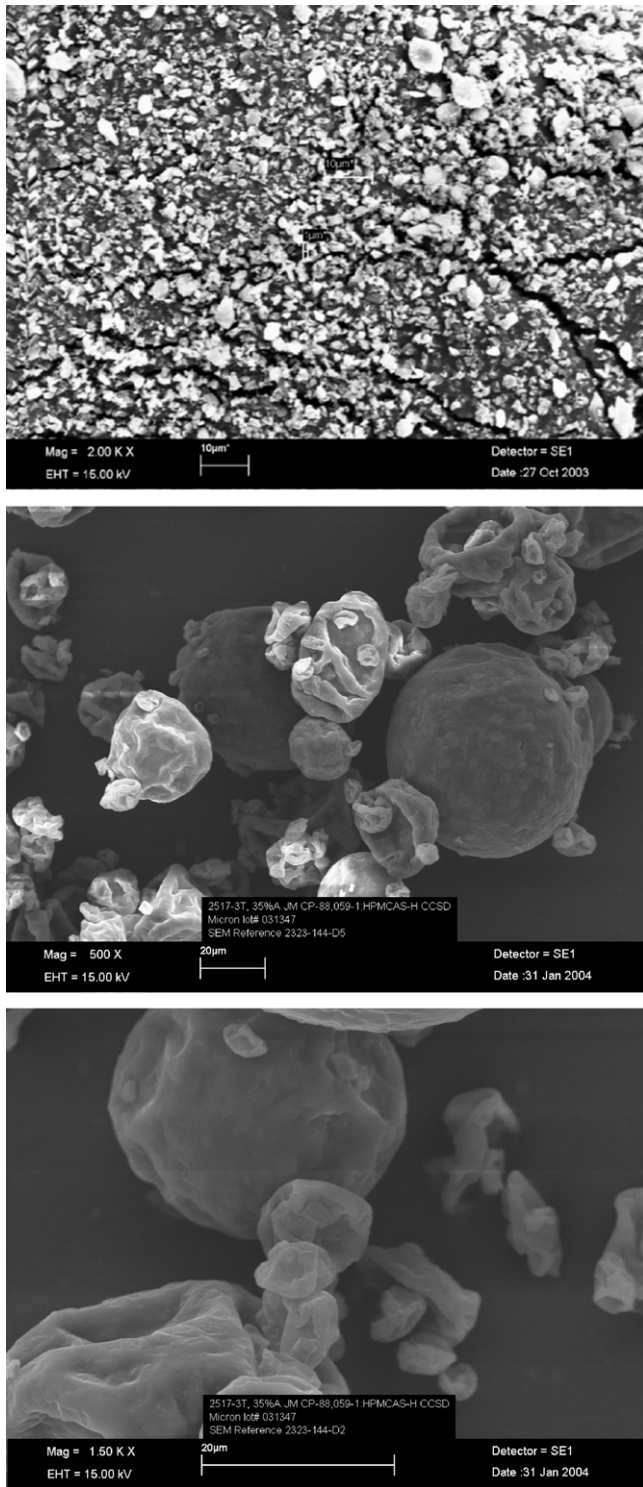 10µm*
1µm*
Mag = 2.00 K X
10µm*
Detector = SE1
EHT = 15.00 kV
Date :27 Oct 2003
2517-3T, 35%A JM CP-88,059-1:HPMCAS-H CCSD
Micron lot# 031347
SEM Reference 2323-144-D5
Mag = 500 X
20µm
Detector = SE1
EHT = 15.00 kV
Date :31 Jan 2004
2517-3T, 35%A JM CP-88,059-1:HPMCAS-H CCSD
Micron lot# 031347
SEM Reference 2323-144-D2
Mag = 1.50 K X
20µm
Detector = SE1
EHT = 15.00 kV
Date :31 Jan 2004